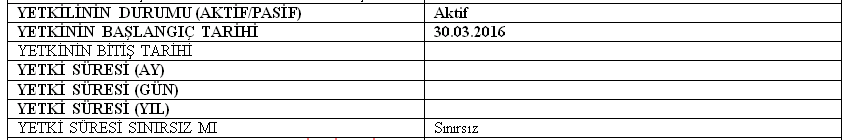 YETKİLİNİN DURUMU (AKTİF/PASİF) Aktif
YETKİNİN BAŞLANGIÇ TARİHİ 30.03.2016
YETKİNİN BİTİŞ TARİHİ
YETKİ SÜRESİ (AY)
YETKİ SÜRESİ (GÜN)
YETKİ SÜRESİ (YIL)
YETKİ SÜRESİ SINIRSIZ MI Sınırsız